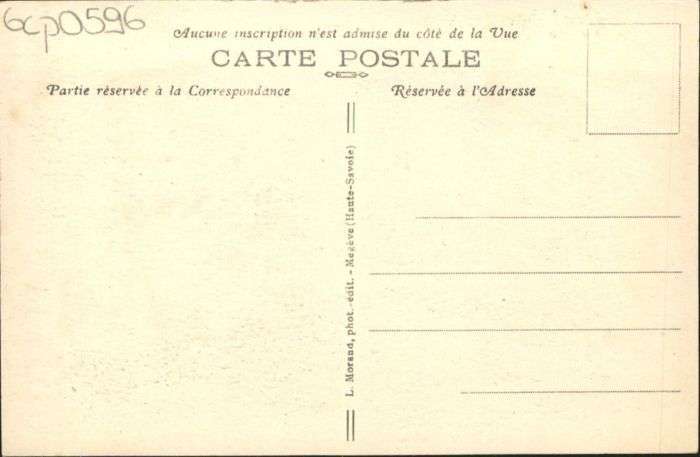 6cp0596
Aucune inscription n'est admise du côté de la Vue
CARTE POSTALE
Partie réservée à la Correspondance
Réservée à l'Adresse
L. Morand, phot.-édit. - Megève (Haute-Savoie)